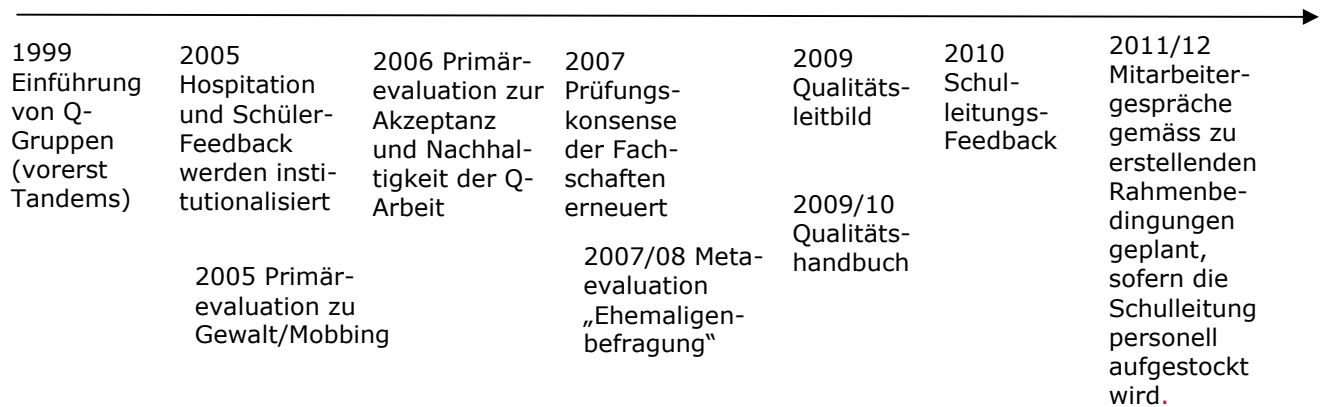 1999
Einführung
von Q-
Gruppen
(vorerst
Tandems)
2005
Hospitation
und Schüler-
Feedback
werden insti-
tutionalisiert
2005 Primär-
evaluation zu
Gewalt/Mobbing
2006 Primär-
evaluation zur
Akzeptanz
und Nachhal-
tigkeit der Q-
Arbeit
2007
Prüfungs-
konsense
der Fach-
schaften
erneuert
2007/08 Meta-
evaluation
„Ehemaligen-
befragung“
2009
Qualitäts-
leitbild
2009/10
Qualitäts-
handbuch
2010
Schul-
leitungs-
Feedback
2011/12
Mitarbeiter-
gespräche
gemäss zu
erstellenden
Rahmenbe-
dingungen
geplant,
sofern die
Schulleitung
personell
aufgestockt
wird.